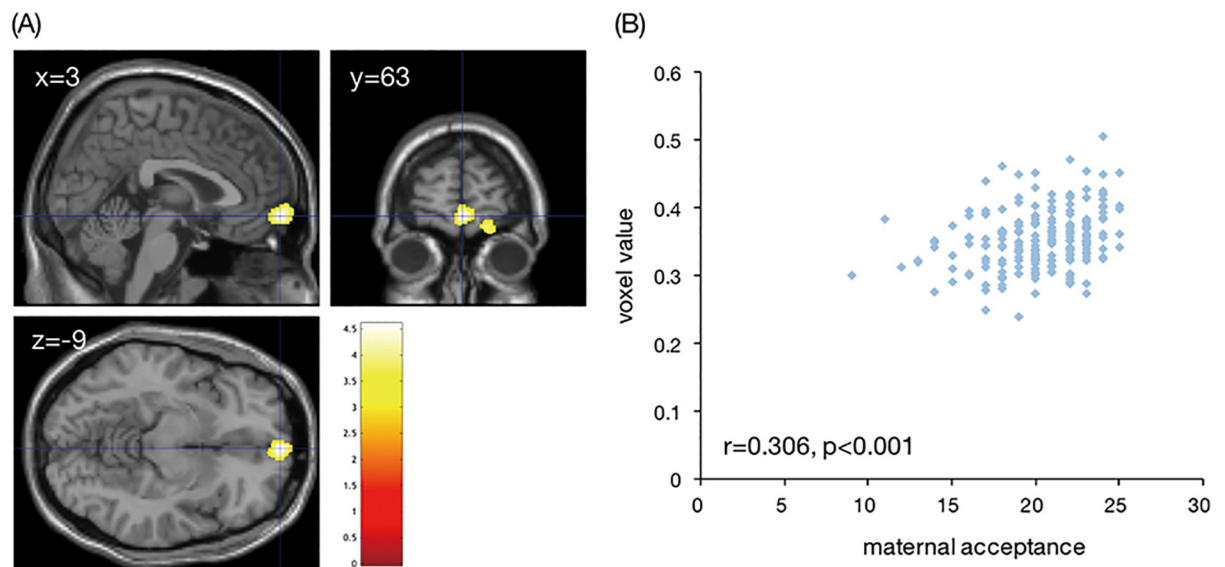 (A)
x=3
y=63
z=-9
4.5
4
3.5
3
2.5
2
1.5
1
0.5
0
(B)
voxel value
0.6
0.5
0.4
0.3
0.2
0.1
0
r=0.306, p<0.001
0 5 10 15 20 25 30
maternal acceptance